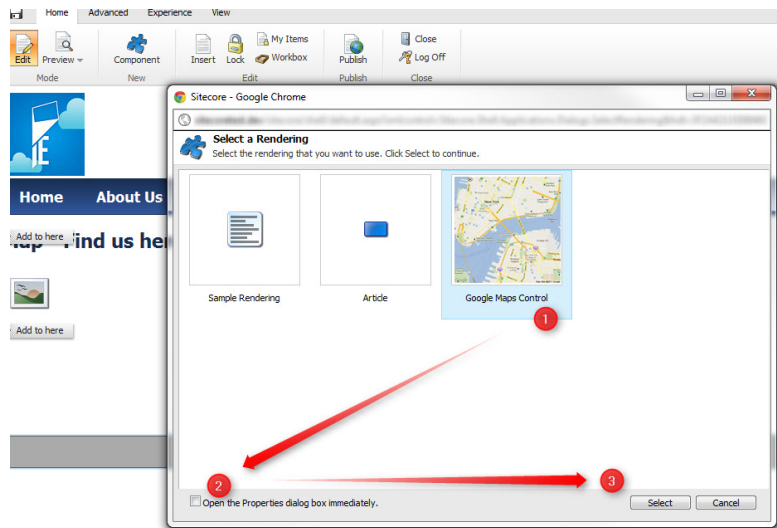 Home Advanced Experience View
Edit Preview Component Insert Lock My Items Workbox Publish Close Log Off
Mode New Edit Publish Close
Sitecore - Google Chrome
Select a Rendering
Select the rendering that you want to use. Click Select to continue.
E
Home About Us
Add to here
Find us her
Sample Rendering Article Google Maps Control
1
Add to here
2 3
Open the Properties dialog box immediately.
Select Cancel